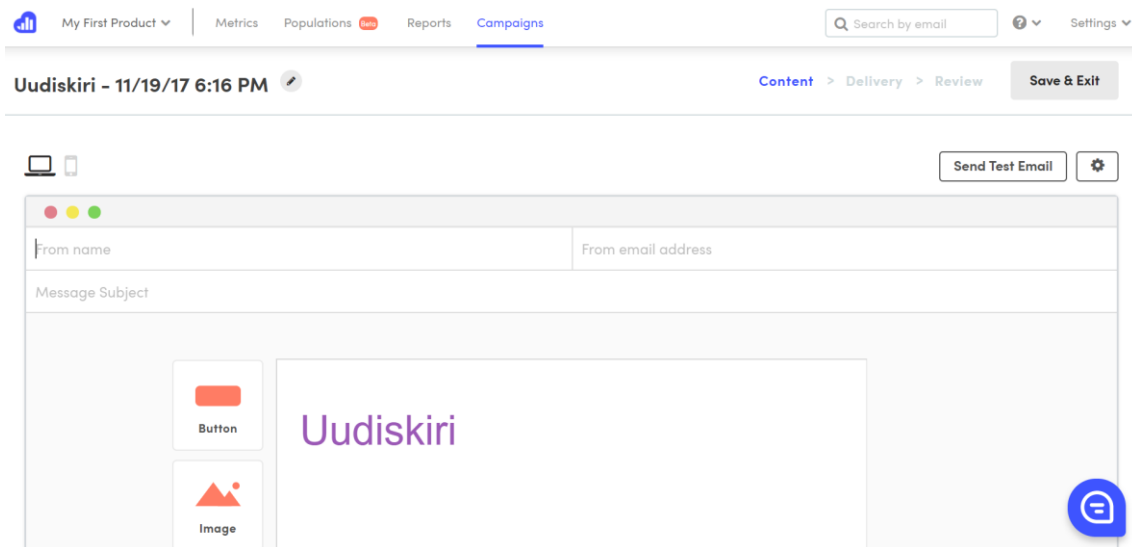 My First Product Metrics Populations Beta Reports Campaigns Search by email ? Settings
Uudiskiri - 11/19/17 6:16 PM Content > Delivery > Review Save & Exit
Send Test Email
From name From email address
Message Subject
Button
Uudiskiri
Image